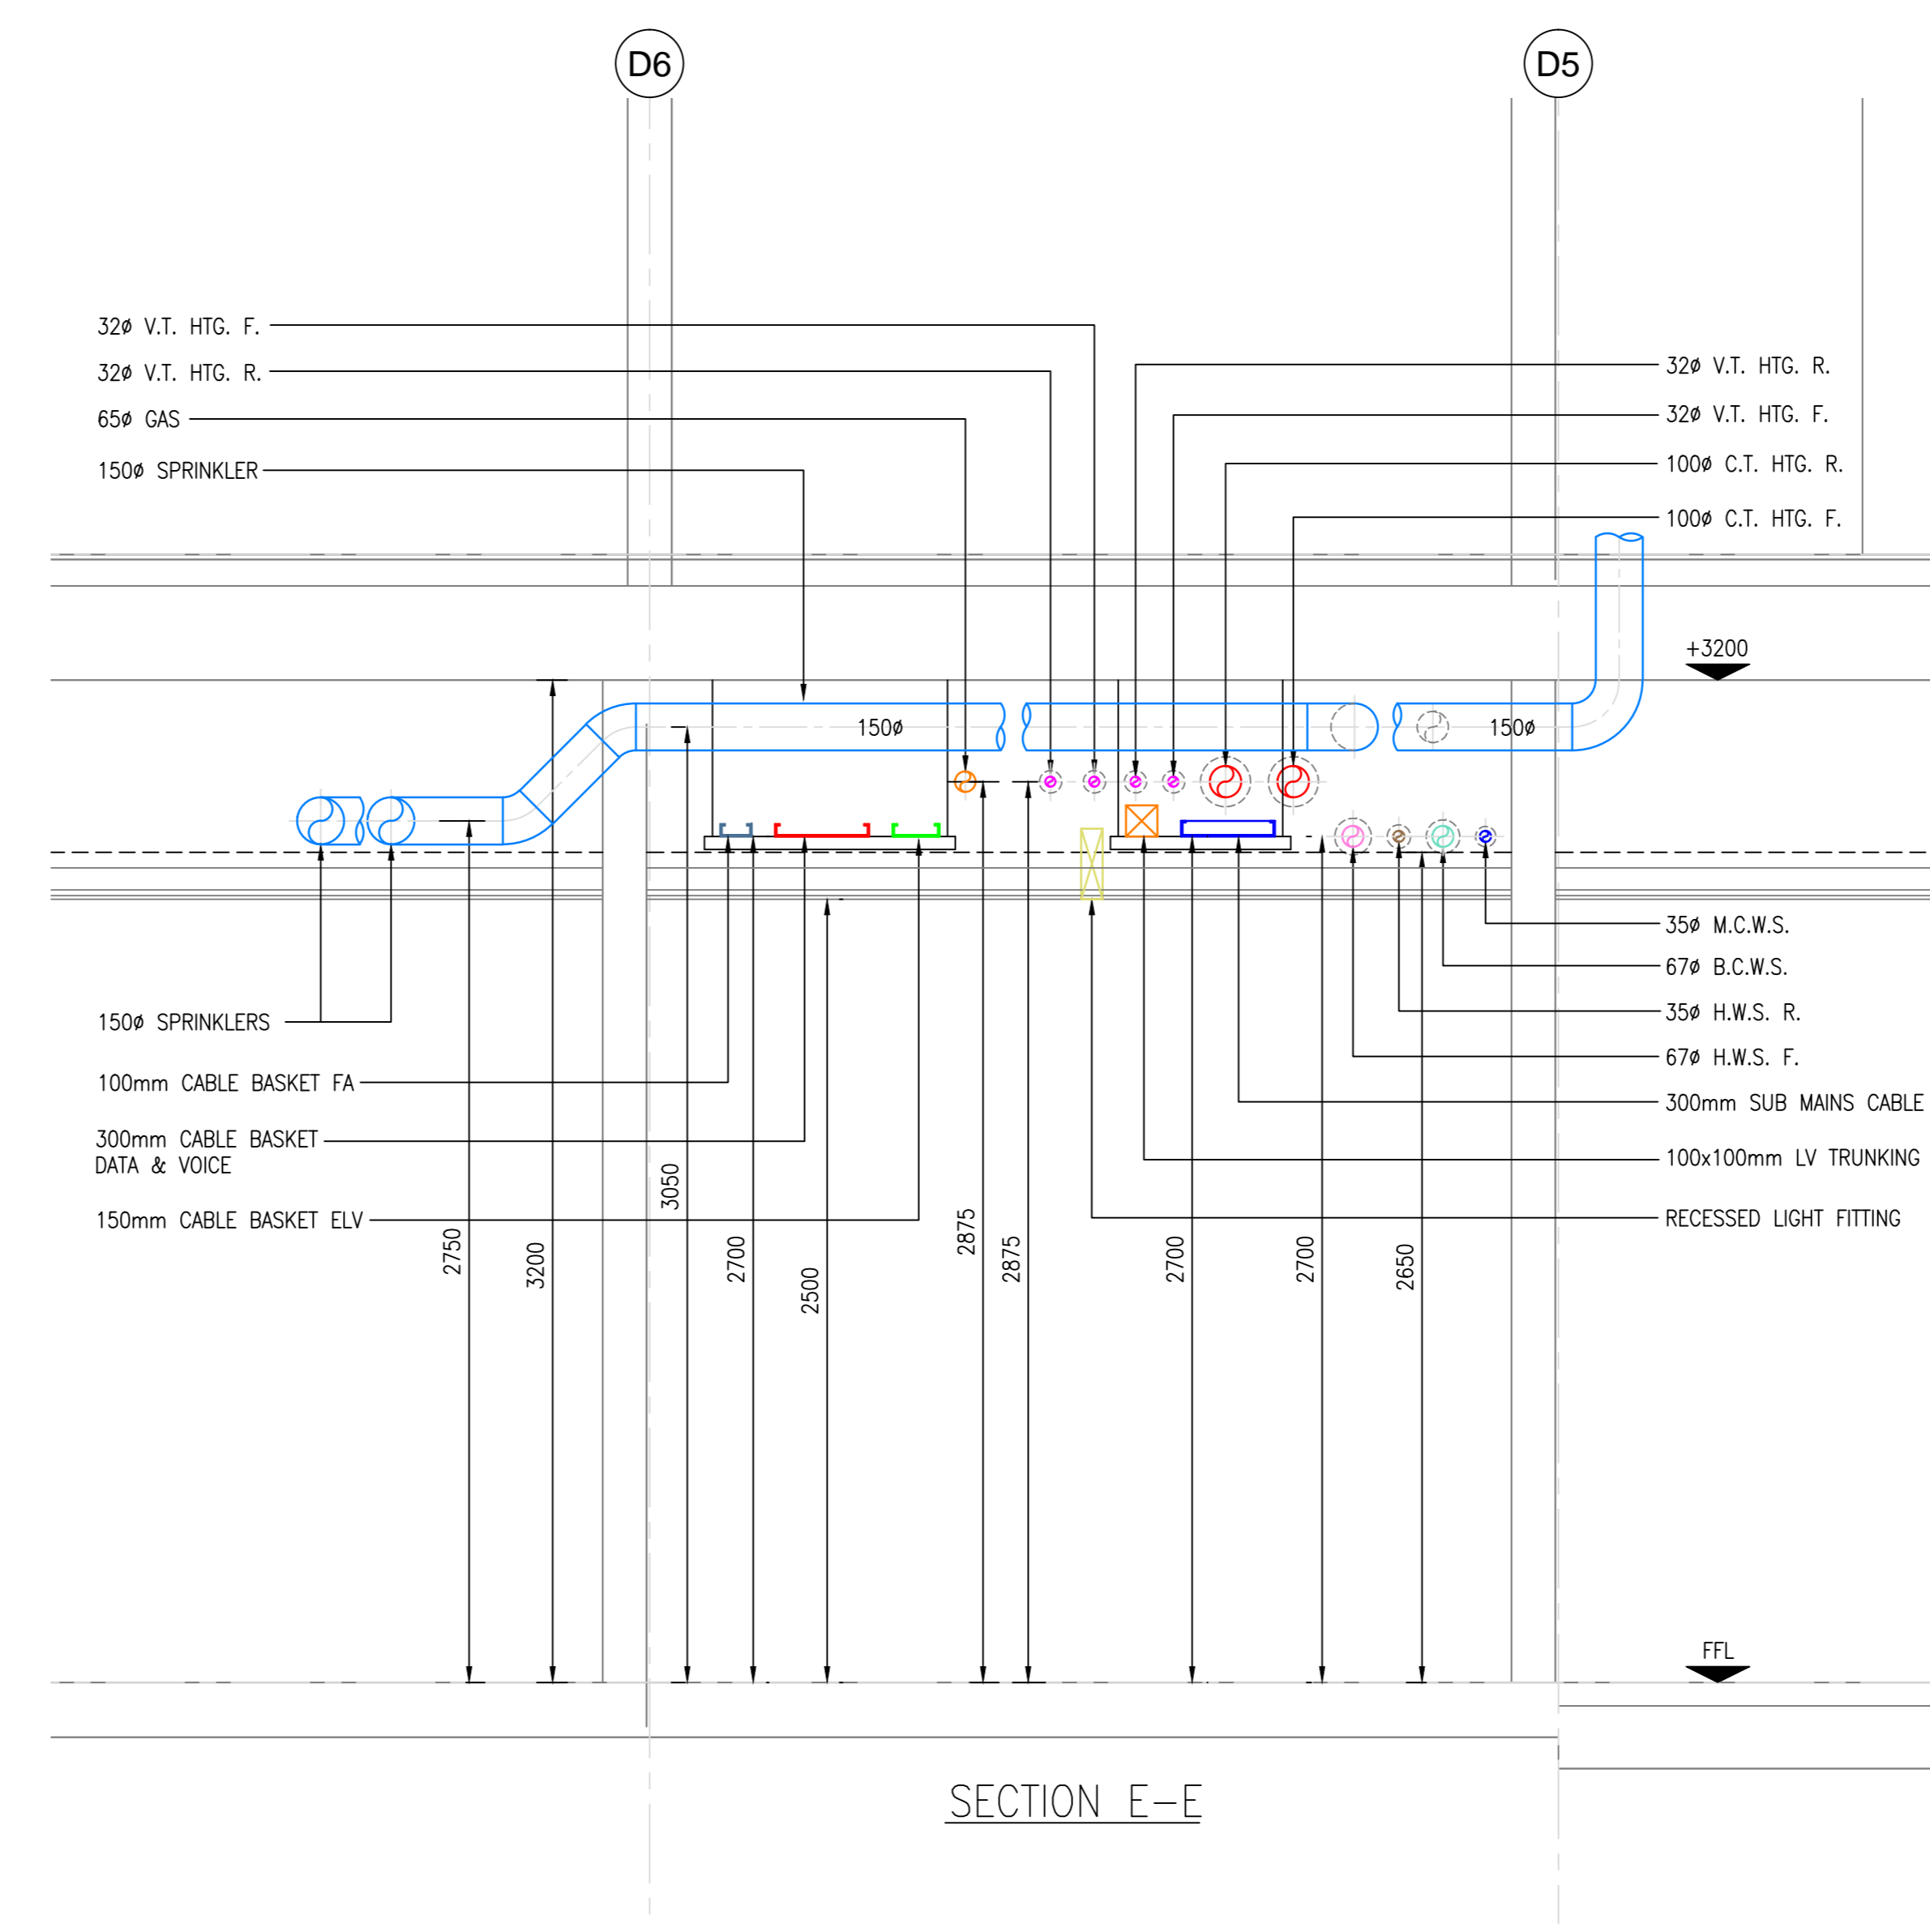 D6
D5
32ø V.T. HTG. F.
32ø V.T. HTG. R.
65ø GAS
150ø SPRINKLER
32ø V.T. HTG. R.
32ø V.T. HTG. F.
100ø C.T. HTG. R.
100ø C.T. HTG. F.
+3200
150ø
150ø
150ø SPRINKLERS
100mm CABLE BASKET FA
300mm CABLE BASKET
DATA & VOICE
150mm CABLE BASKET ELV
35ø M.C.W.S.
67ø B.C.W.S.
35ø H.W.S. R.
67ø H.W.S. F.
300mm SUB MAINS CABLE
100x100mm LV TRUNKING
RECESSED LIGHT FITTING
2750
3200
3050
2700
2500
2875
2875
2700
2700
2650
FFL
SECTION E-E